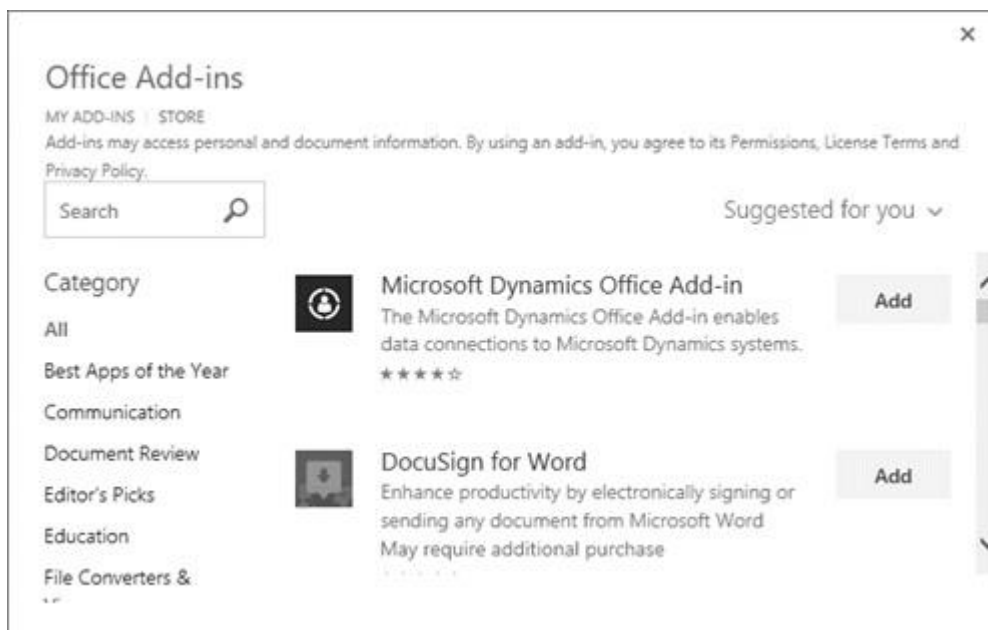 Office Add-ins
MY ADD-INS | STORE
Add-ins may access personal and document information. By using an add-in, you agree to its Permissions, License Terms and
Privacy Policy.
Search
Suggested for you
Category
All
Best Apps of the Year
Communication
Document Review
Editor's Picks
Education
File Converters &
Microsoft Dynamics Office Add-in
The Microsoft Dynamics Office Add-in enables
data connections to Microsoft Dynamics systems.
Add
DocuSign for Word
Enhance productivity by electronically signing or
sending any document from Microsoft Word
May require additional purchase
Add